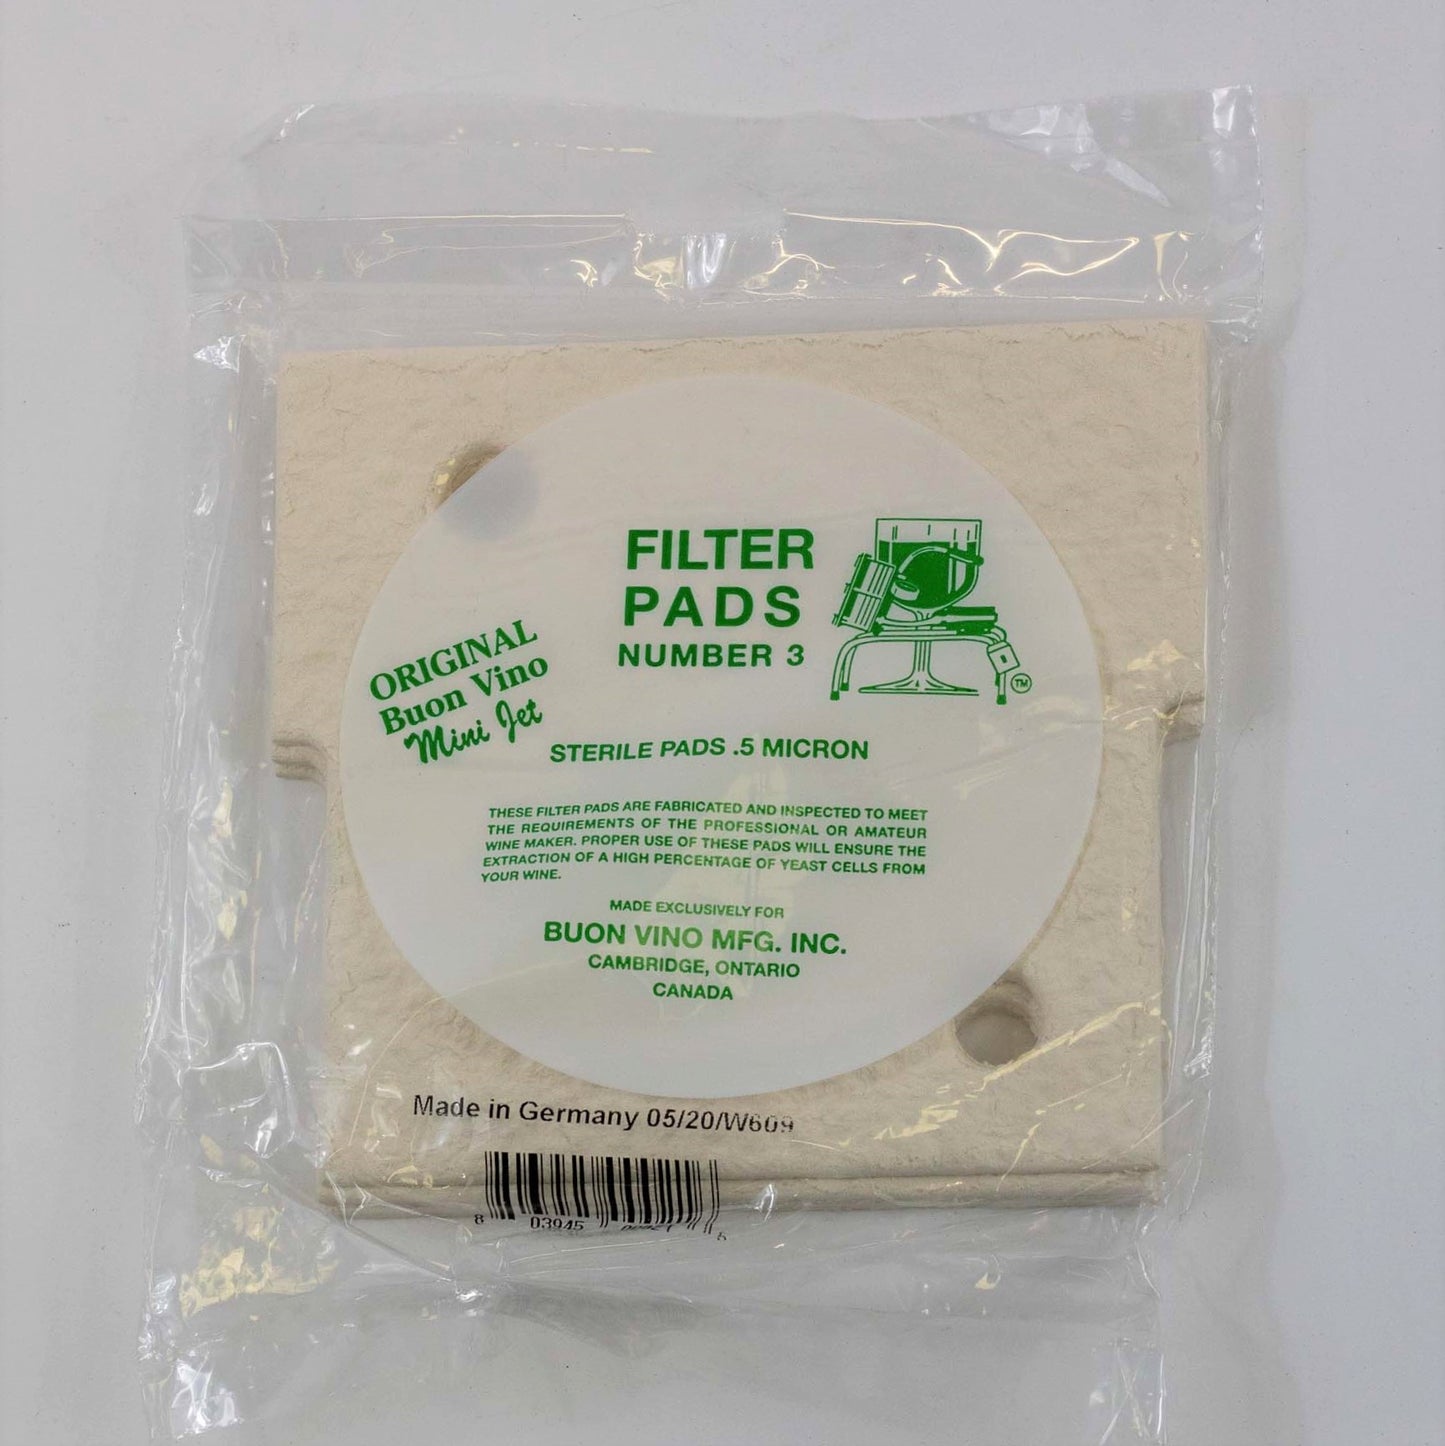 FILTER
PADS
NUMBER 3
TM
ORIGINAL
Buon Vino
Mini Jet
STERILE PADS .5 MICRON
THESE FILTER PADS ARE FABRICATED AND INSPECTED TO MEET
THE REQUIREMENTS OF THE PROFESSIONAL OR AMATEUR
WINE MAKER. PROPER USE OF THESE PADS WILL ENSURE THE
EXTRACTION OF A HIGH PERCENTAGE OF YEAST CELLS FROM
YOUR WINE.
MADE EXCLUSIVELY FOR
BUON VINO MFG. INC.
CAMBRIDGE, ONTARIO
CANADA
Made in Germany 05/20/W609
8 03945